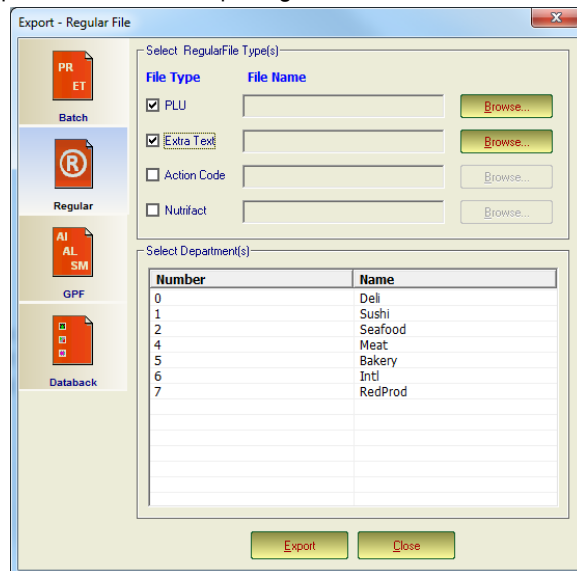 Export - Regular File
X
PR
ET
Batch
®
Regular
AI
AL
SM
GPF
Databack
Select RegularFile Type(s)
File Type File Name
PLU Browse...
Extra Text Browse...
Action Code Browse...
Nutrifact Browse...
Select Department(s)
Number Name
0 Deli
1 Sushi
2 Seafood
4 Meat
5 Bakery
6 Intl
7 RedProd
Export Close